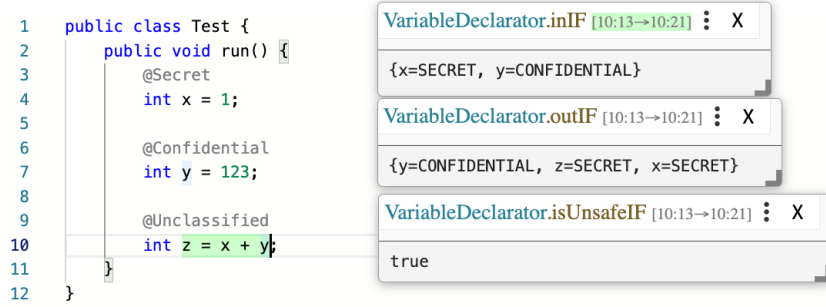 1 public class Test {
2 public void run() {
3 @Secret
4 int x = 1;
5
6 @Confidential
7 int y = 123;
8
9 @Unclassified
10 int z = x + y;
11 }
12 }
VariableDeclarator.inIF [10:13→10:21] ⋮ X
{x=SECRET, y=CONFIDENTIAL}
VariableDeclarator.outIF [10:13→10:21] ⋮ X
{y=CONFIDENTIAL, z=SECRET, x=SECRET}
VariableDeclarator.isUnsafeIF [10:13→10:21] ⋮ X
true